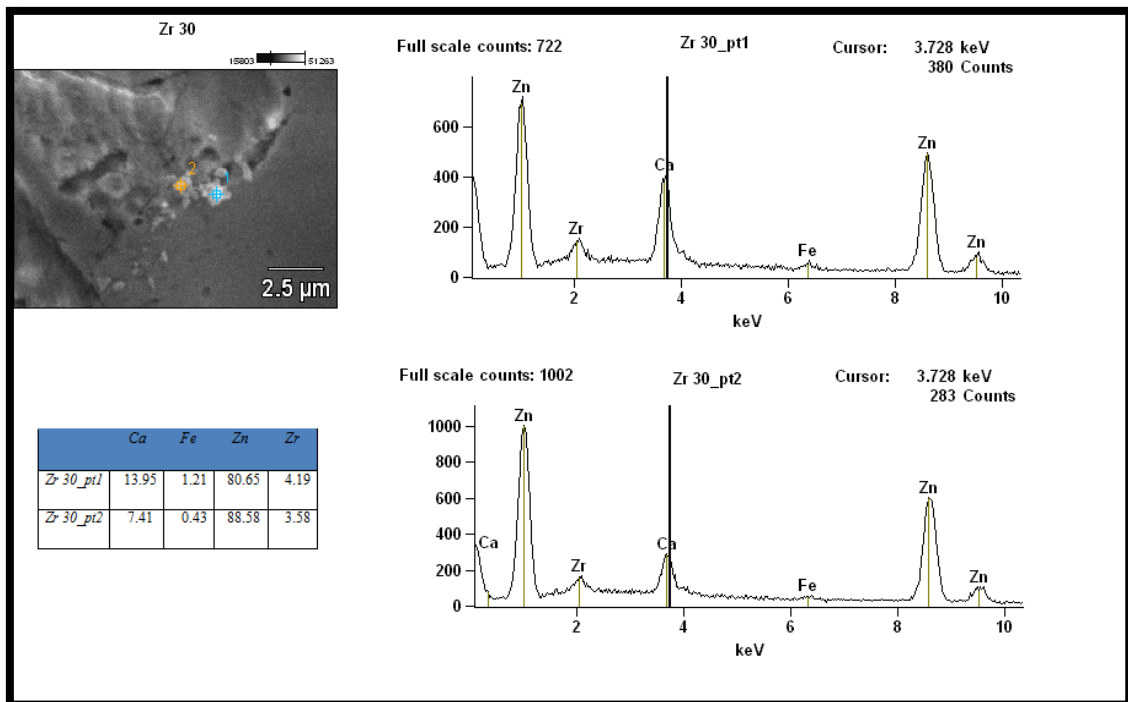 Zr 30
15803 51263
2
1
2.5 µm
Full scale counts: 722 Zr 30_pt1 Cursor: 3.728 keV
380 Counts
Zn
Zr
Ca
Fe
Zn
Zn
600
400
200
0
2 4 6 8 10
keV
Full scale counts: 1002 Zr 30_pt2 Cursor: 3.728 keV
283 Counts
Ca
Zn
Zr
Ca
Fe
Zn
Zn
1000
800
600
400
200
0
2 4 6 8 10
keV
Ca Fe Zn Zr
Zr 30_pt1 13.95 1.21 80.65 4.19
Zr 30_pt2 7.41 0.43 88.58 3.58